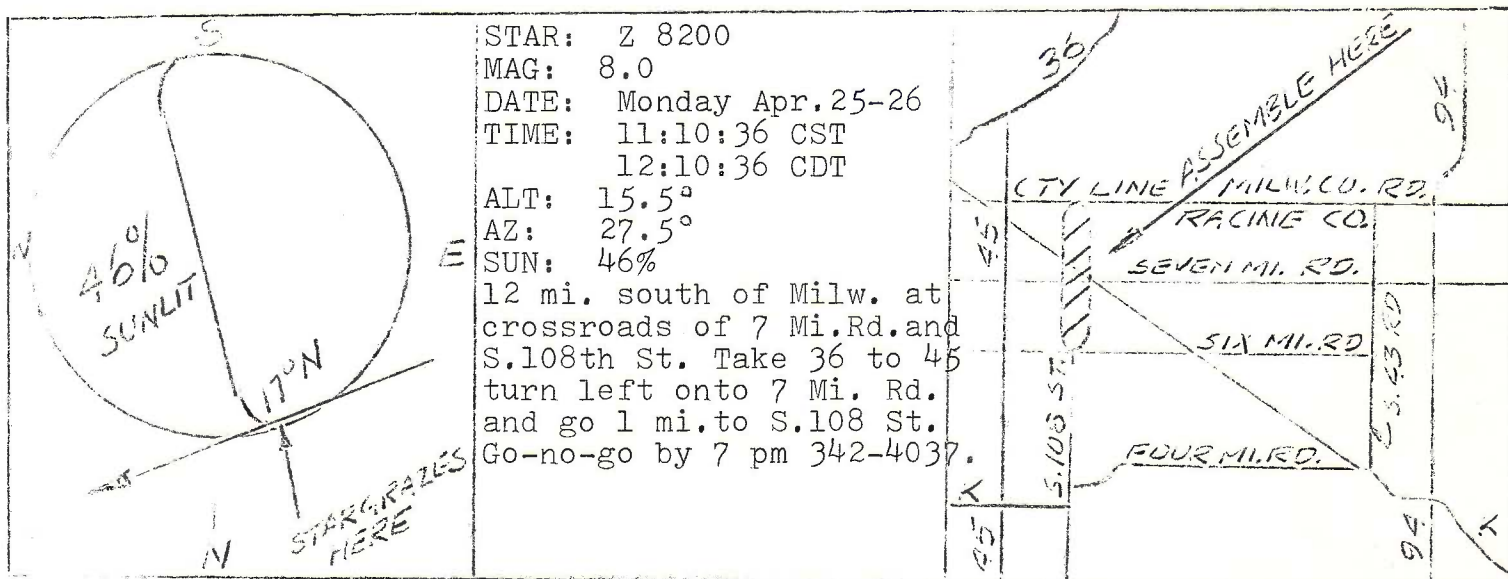 S
W
46%
SUNLIT
E
17°N
STAR GRAZES
HERE
N
STAR: Z 8200
MAG: 8.0
DATE: Monday Apr.25-26
TIME: 11:10:36 CST
12:10:36 CDT
ALT: 15.5°
AZ: 27.5°
SUN: 46%
12 mi. south of Milw. at
crossroads of 7 Mi.Rd.and
S.108th St. Take 36 to 45
turn left onto 7 Mi. Rd.
and go 1 mi.to S.108 St.
Go-no-go by 7 pm 342-4037.
36
ASSEMBLE HERE
94
CTY LINE
MILW.CO. RD.
RACINE CO.
45
SEVEN MI. RD.
SIX MI. RD
S. 108 ST.
FOUR MI. RD.
45
94